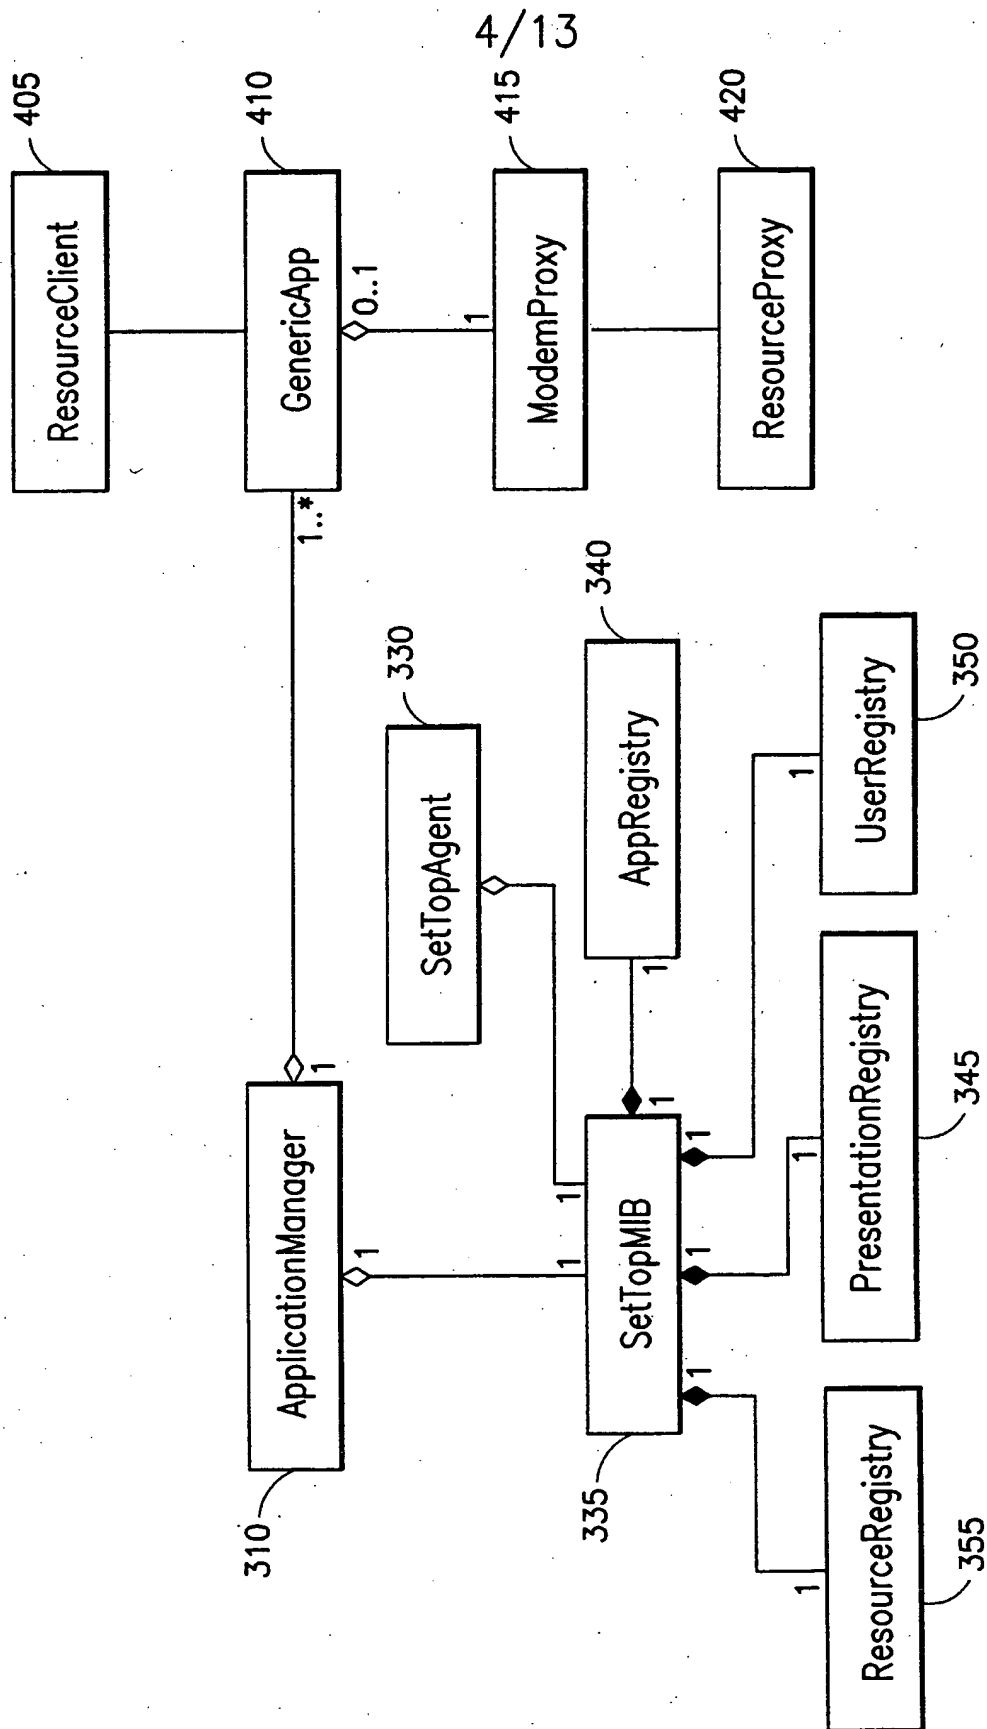 4/13
ResourceClient
405
GenericApp
410
0..1
1
1..*
ModemProxy
415
ResourceProxy
420
ApplicationManager
310
1
1
SetTopAgent
330
SetTopMIB
335
1
1
1
1
1
1
AppRegistry
340
1
UserRegistry
350
1
PresentationRegistry
345
1
ResourceRegistry
355
1